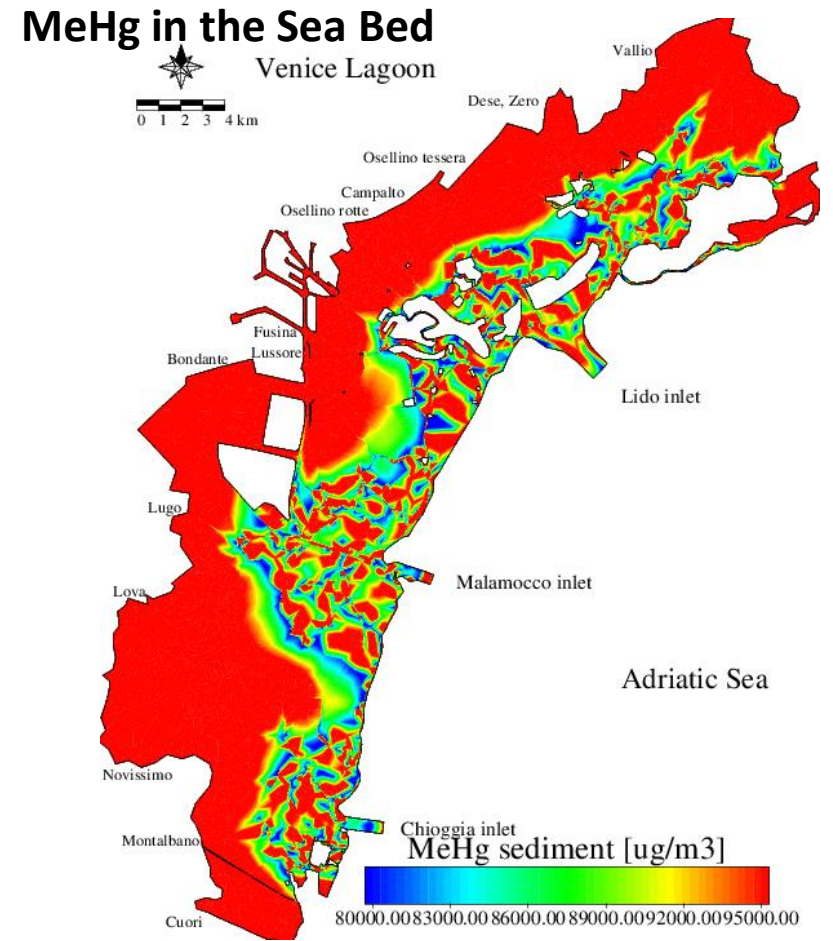 MeHg in the Sea Bed
Venice Lagoon
0 1 2 3 4 km
Vallio
Dese, Zero
Osellino tessera
Campalto
Osellino rotte
Fusina
Lussore
Bondante
Lido inlet
Lugo
Malamocco inlet
Lova
Adriatic Sea
Novissimo
Chioggia inlet
Montalbano
MeHg sediment [ug/m3]
80000.00 83000.00 86000.00 89000.00 92000.00 95000.00
Cuori